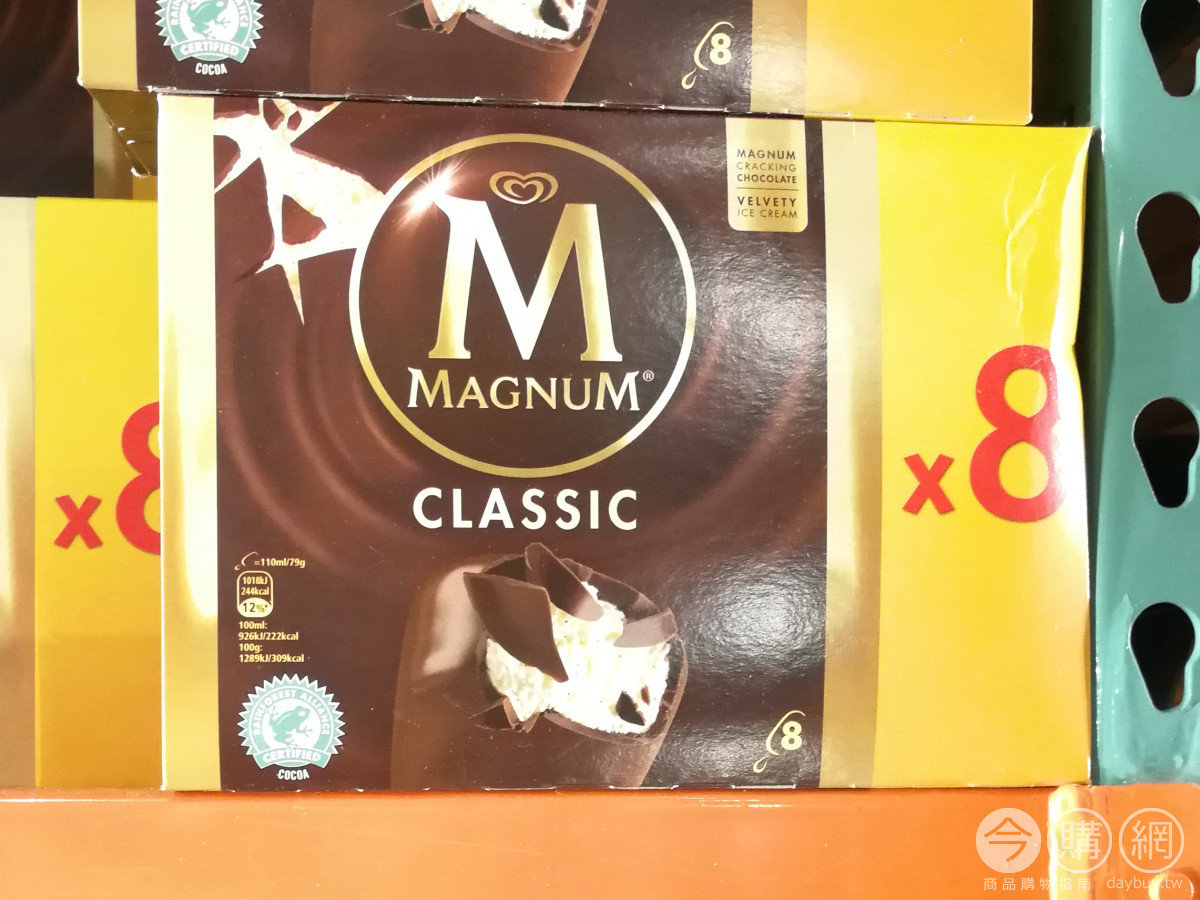 CERTIFIED
COCOA
8
M
MAGNUM®
CLASSIC
MAGNUM
CRACKING
CHOCOLATE
VELVETY
ICE CREAM
x8
x8
=110ml/79g
1018kJ
244kcal
12%*
100ml:
926kJ/222kcal
100g:
1289kJ/309kcal
RAINFOREST ALLIANCE
CERTIFIED
COCOA
8
今購網
商品購物指南 daybuy.tw